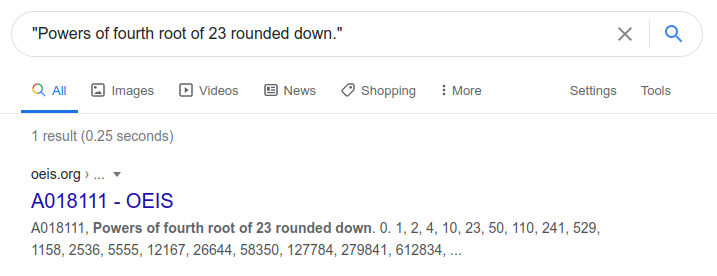 "Powers of fourth root of 23 rounded down."
All Images Videos News Shopping More Settings Tools
1 result (0.25 seconds)
oeis.org › ...
A018111 - OEIS
A018111, Powers of fourth root of 23 rounded down. 0. 1, 2, 4, 10, 23, 50, 110, 241, 529,
1158, 2536, 5555, 12167, 26644, 58350, 127784, 279841, 612834, ...